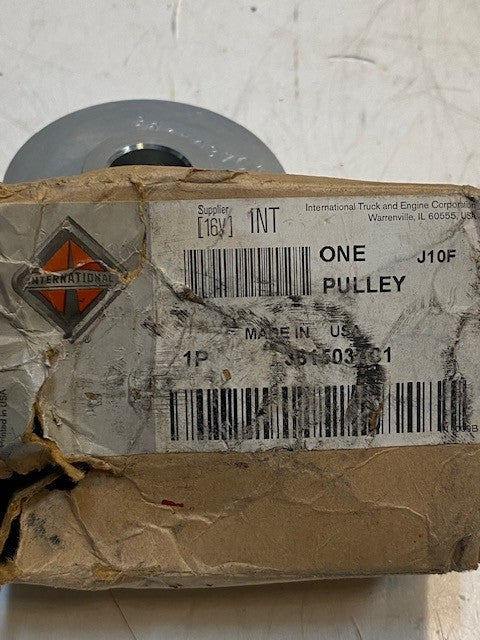 Supplier
[16V] INT
International Truck and Engine Corporation
Warrenville, IL 60555, USA
INTERNATIONAL
ONE J10F
PULLEY
MADE IN USA
1P
Printed in USA